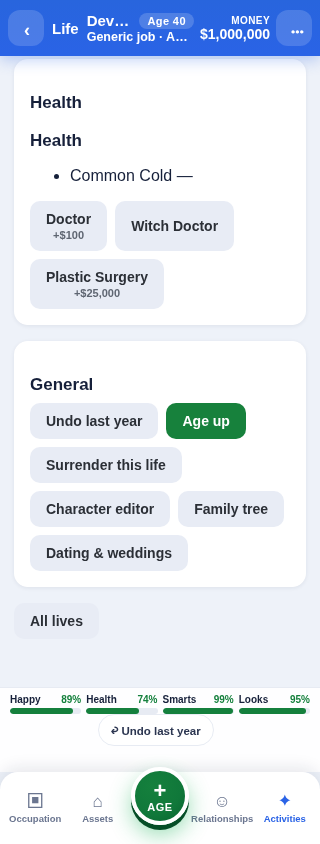 Life
Dev… Age 40
Generic job · A…
MONEY
$1,000,000
Health
Health
Common Cold —
Doctor
+$100
Witch Doctor
Plastic Surgery
+$25,000
General
Undo last year
Age up
Surrender this life
Character editor
Family tree
Dating & weddings
All lives
Happy 89% Health 74% Smarts 99% Looks 95%
Undo last year
Occupation
Assets
+
AGE
Relationships
Activities